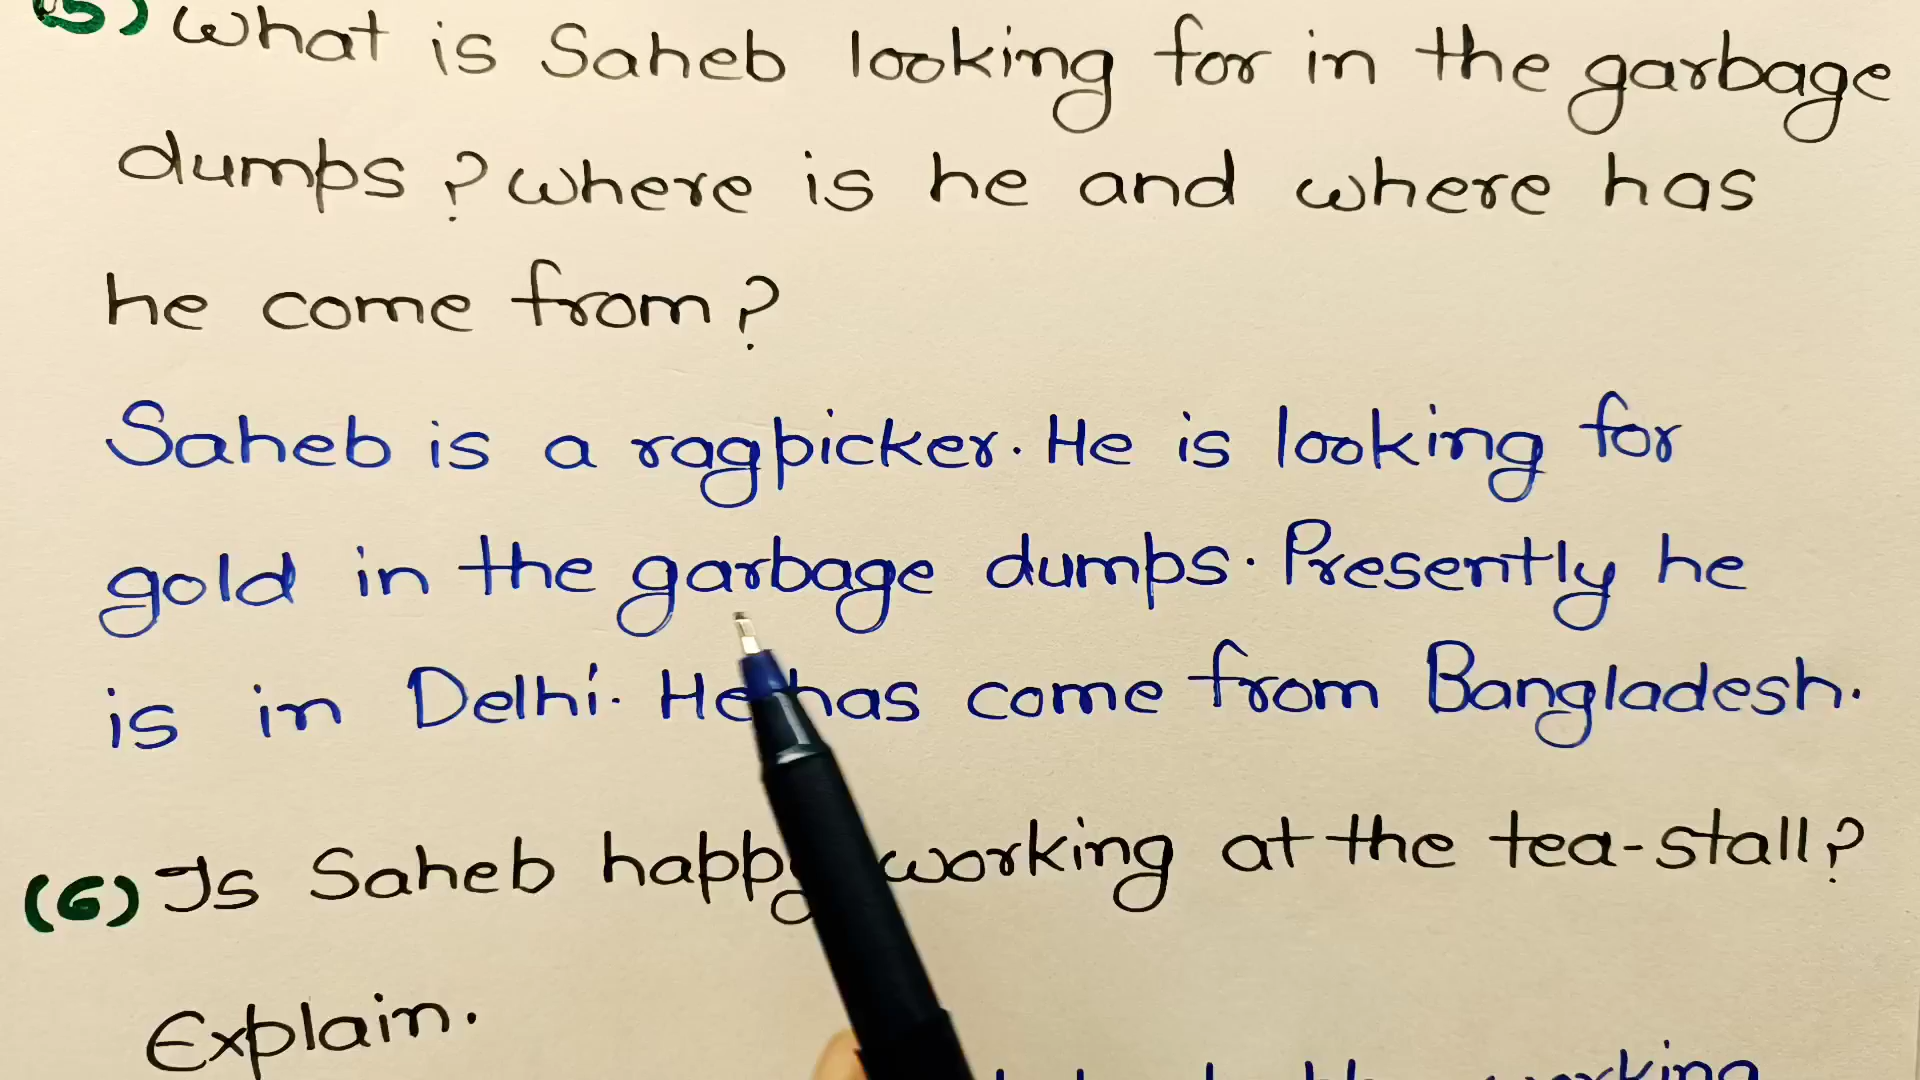 (5) What is Saheb looking for in the garbage
dumps? Where is he and where has
he come from?
Saheb is a ragpicker. He is looking for
gold in the garbage dumps. Presently he
is in Delhi. He has come from Bangladesh.
(6) Is Saheb happy working at the tea-stall?
Explain.
working